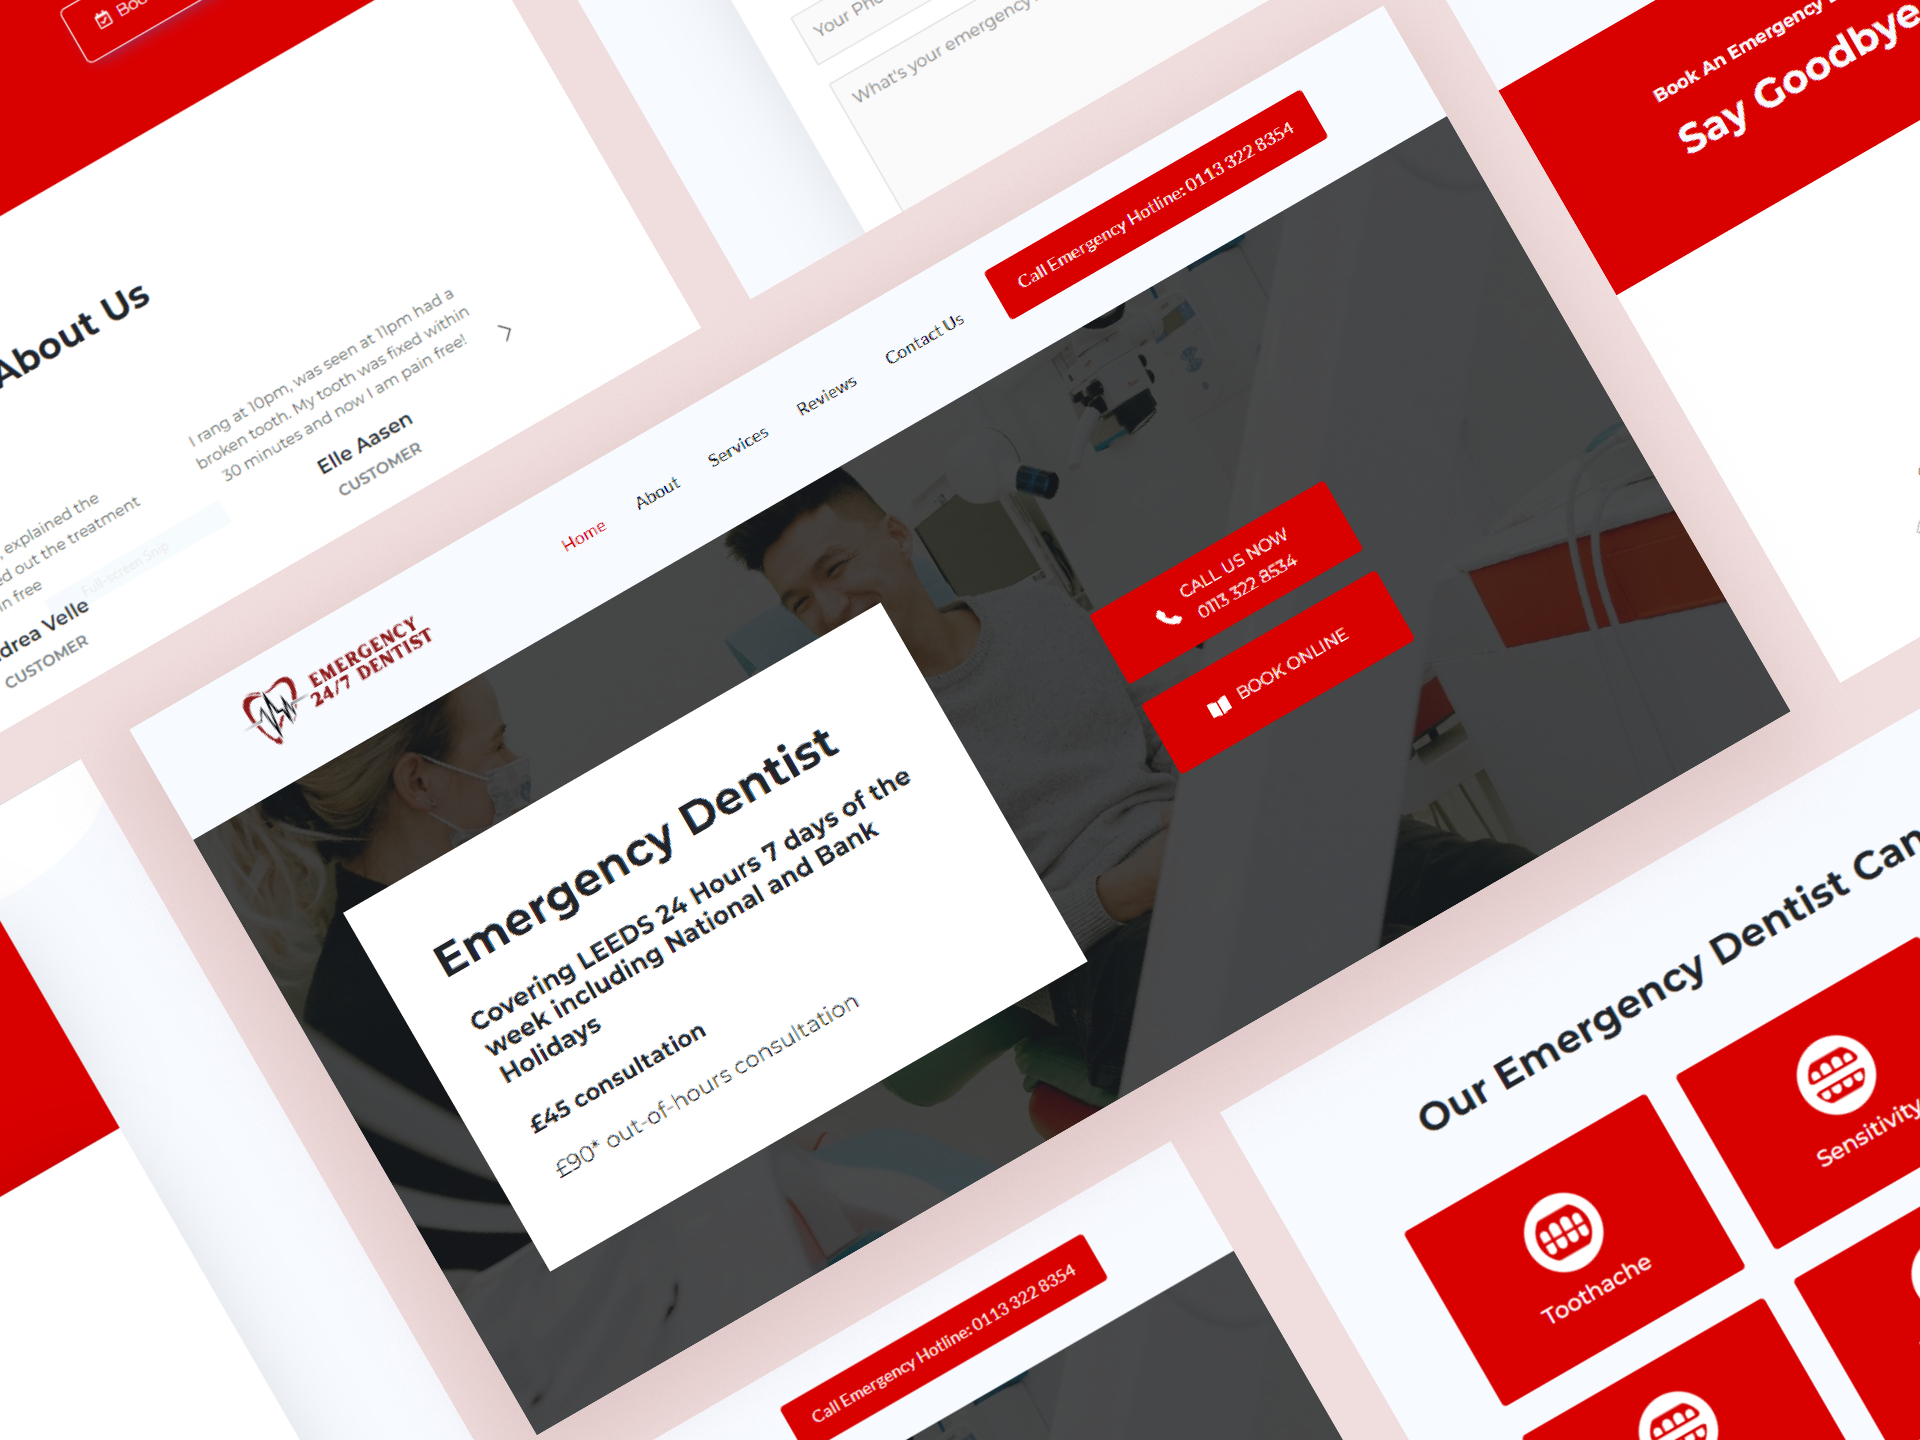 Boo
About Us
I rang at 10pm, was seen at 11pm had a
broken tooth. My tooth was fixed within
30 minutes and now I am pain free!
Elle Aasen
CUSTOMER
, explained the
ed out the treatment
in free
Full-screen Snip
drea Velle
CUSTOMER
Your Pho
What's your emergency
Book An Emergency
Say Goodbye
EMERGENCY
24/7 DENTIST
Home
About
Services
Reviews
Contact Us
Call Emergency Hotline: 0113 322 8354
Emergency Dentist
Covering LEEDS 24 Hours 7 days of the
week including National and Bank
Holidays
£45 consultation
£90* out-of-hours consultation
CALL US NOW
0113 322 8534
BOOK ONLINE
Call Emergency Hotline: 0113 322 8354
Our Emergency Dentist Can
Toothache
Sensitivity